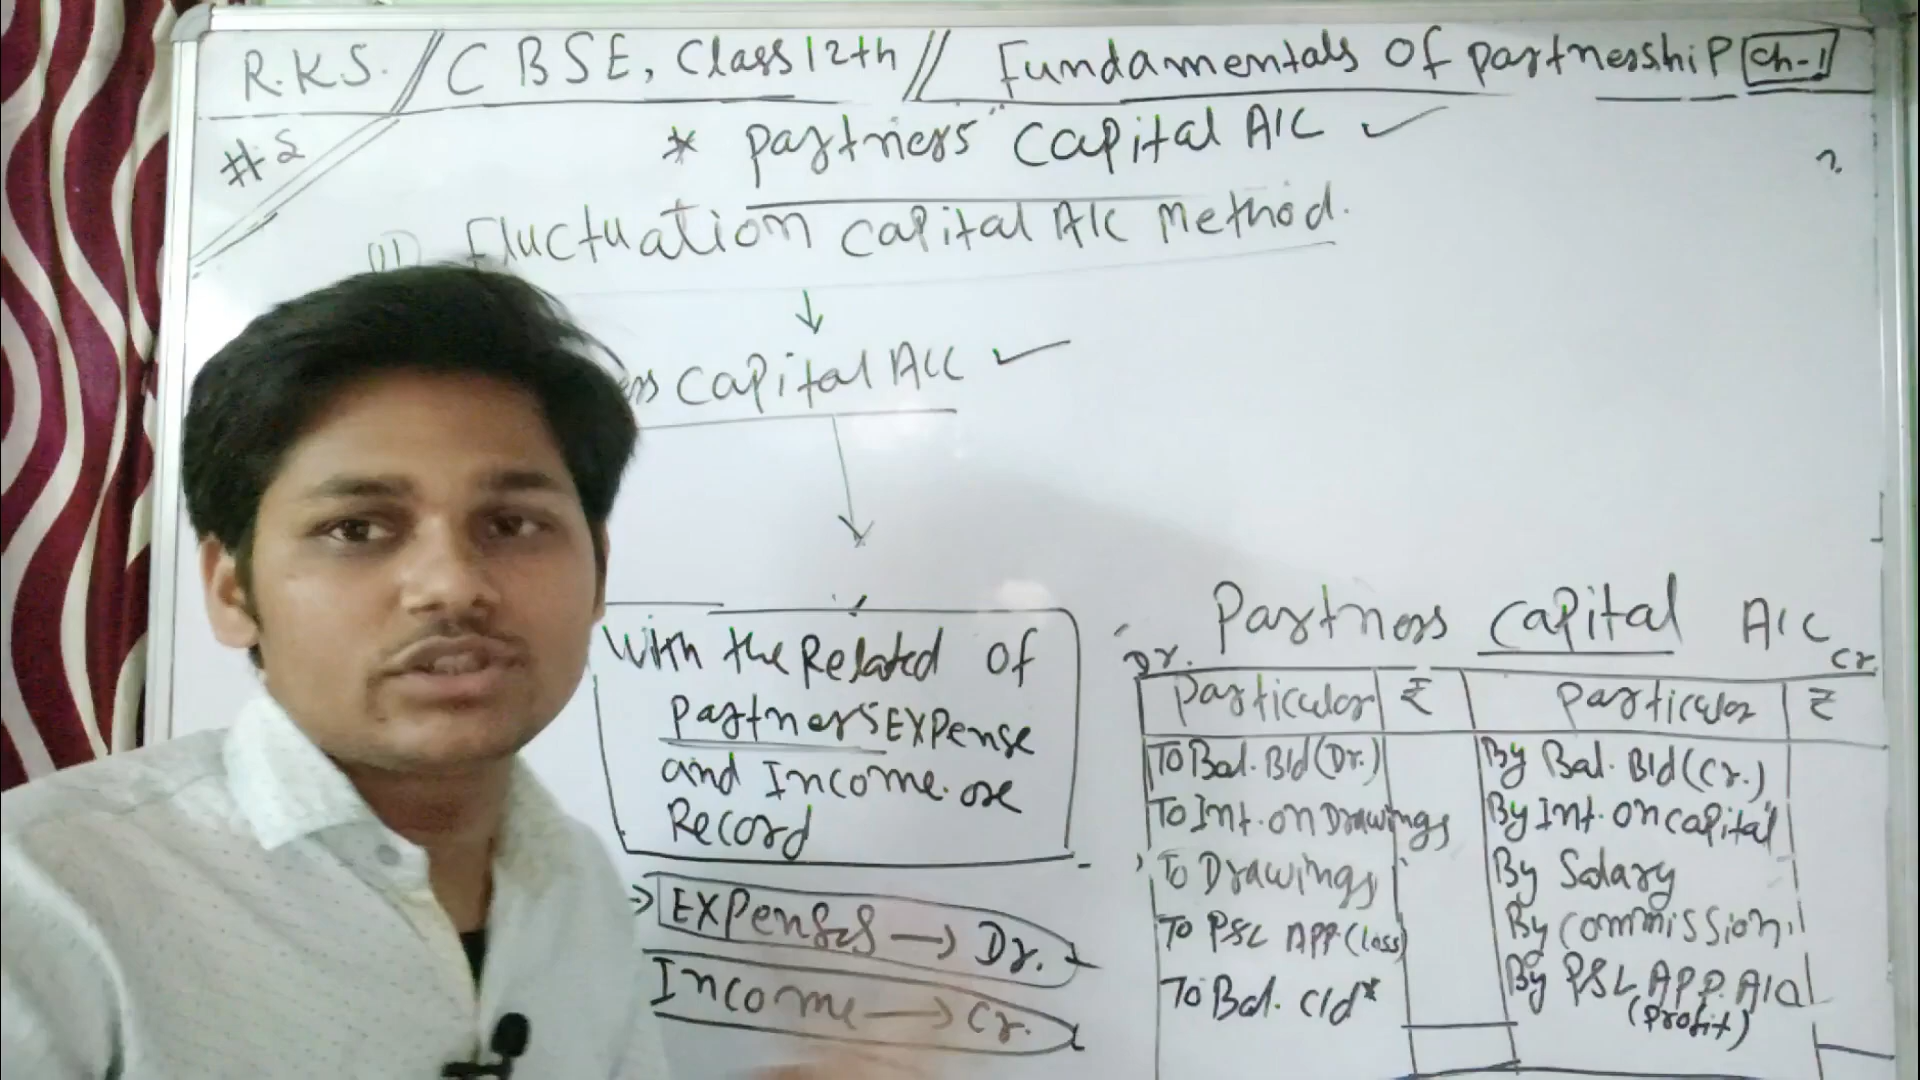 R.K.S. // CBSE, Class 12th // Fundamentals Of Partnership Ch-1
#2
* Partners" Capital A/C ✓
(II) Fluctuation Capital A/C Method.
Capital A/C ✓
With the Related Of
Partners Expense
and Income are
Record
→ Expenses → Dr.
Income → Cr.
Partners Capital A/C
Dr. Cr.
Particular ₹ Particular ₹
To Bal. B/d (Dr.) By Bal. B/d (Cr.)
To Int. on Drawings By Int. on Capital
To Drawings By Salary
To P&L APP (Loss) By Commission
To Bal. C/d* By P&L APP. A/C
(Profit)